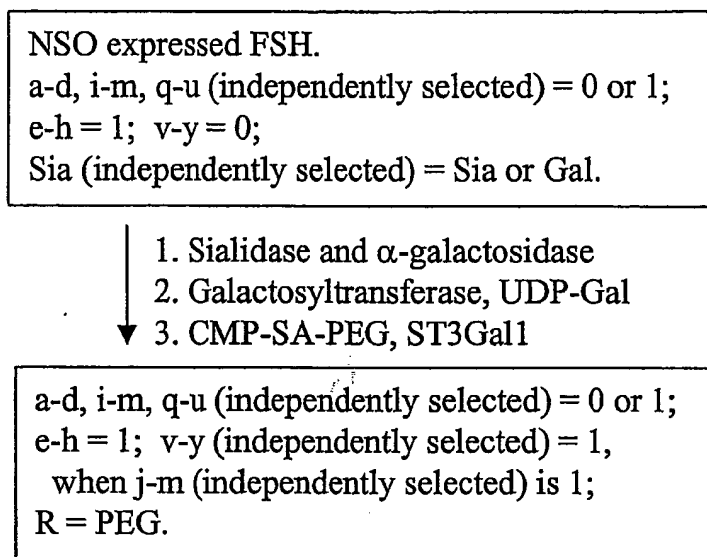 NSO expressed FSH.
a-d, i-m, q-u (independently selected) = 0 or 1;
e-h = 1; v-y = 0;
Sia (independently selected) = Sia or Gal.
1. Sialidase and α-galactosidase
2. Galactosyltransferase, UDP-Gal
3. CMP-SA-PEG, ST3Gal1
a-d, i-m, q-u (independently selected) = 0 or 1;
e-h = 1; v-y (independently selected) = 1,
when j-m (independently selected) is 1;
R = PEG.